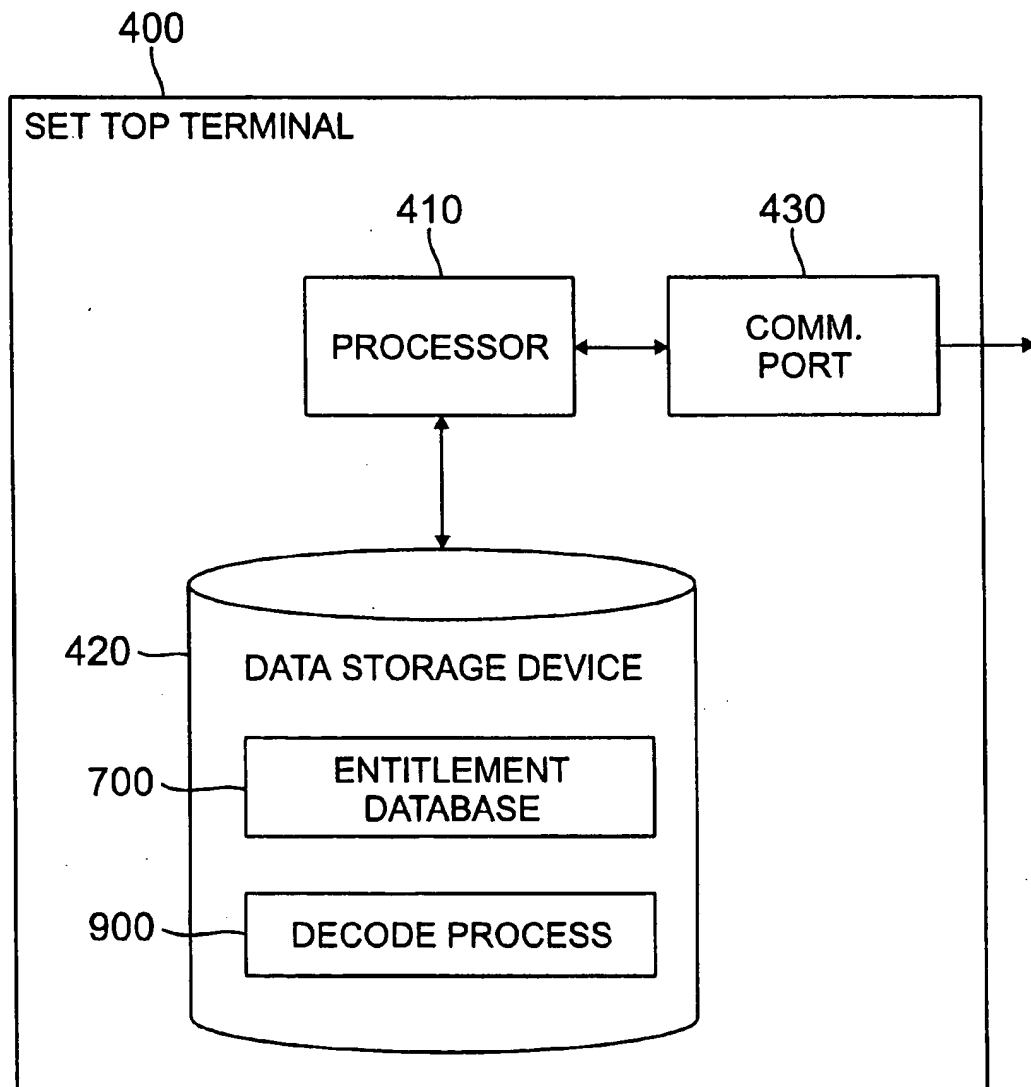 400
SET TOP TERMINAL
410
430
PROCESSOR
COMM.
PORT
420
DATA STORAGE DEVICE
700
ENTITLEMENT
DATABASE
900
DECODE PROCESS